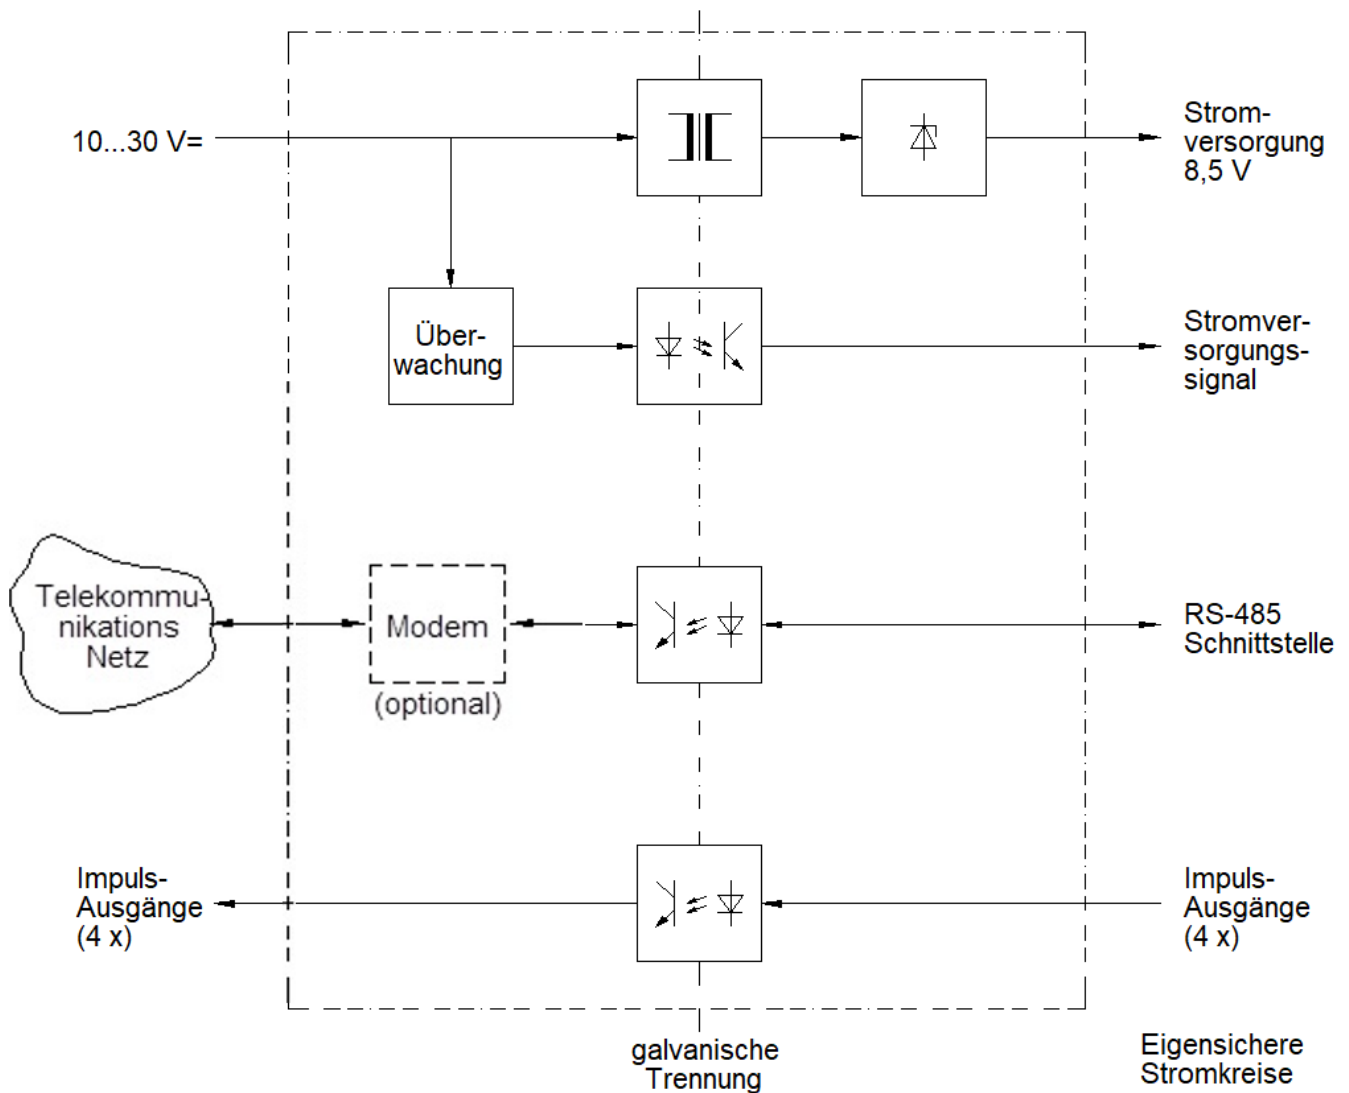 10...30 V=
Strom-
versorgung
8,5 V
Über-
wachung
Stromver-
sorgungs-
signal
Telekommu-
nikations
Netz
Modem
(optional)
RS-485
Schnittstelle
Impuls-
Ausgänge
(4 x)
Impuls-
Ausgänge
(4 x)
galvanische
Trennung
Eigensichere
Stromkreise